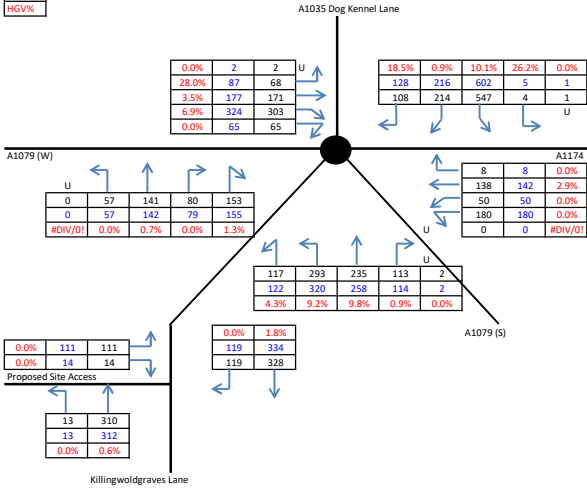 HGV%
A1035 Dog Kennel Lane
0.0% 2 2 U
28.0% 87 68
3.5% 177 171
6.9% 324 303
0.0% 65 65
18.5% 0.9% 10.1% 26.2% 0.0%
128 216 602 5 1
108 214 547 4 1
U
A1079 (W)
A1174
U
0 57 141 80 153
0 57 142 79 155
#DIV/0! 0.0% 0.7% 0.0% 1.3%
8 8 0.0%
138 142 2.9%
50 50 0.0%
180 180 0.0%
U 0 0 #DIV/0!
U
117 293 235 113 2
122 320 258 114 2
4.3% 9.2% 9.8% 0.9% 0.0%
A1079 (S)
0.0% 111 111
0.0% 14 14
Proposed Site Access
0.0% 1.8%
119 334
119 328
13 310
13 312
0.0% 0.6%
Killingwoldgraves Lane